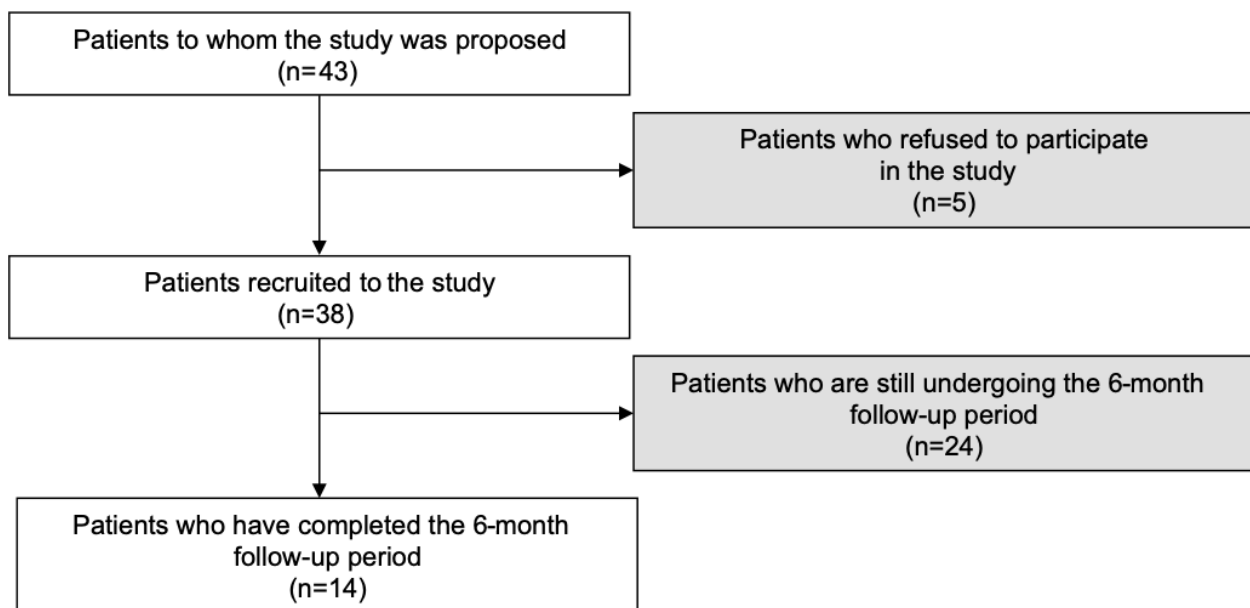 Patients to whom the study was proposed
(n=43)
Patients who refused to participate
in the study
(n=5)
Patients recruited to the study
(n=38)
Patients who are still undergoing the 6-month
follow-up period
(n=24)
Patients who have completed the 6-month
follow-up period
(n=14)